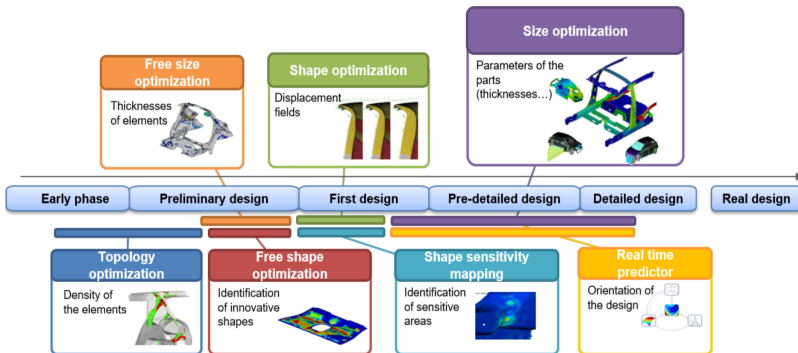 Size optimization
Parameters of the
parts
(thicknesses…)
Free size
optimization
Thicknesses
of elements
Shape optimization
Displacement
fields
Early phase
Preliminary design
First design
Pre-detailed design
Detailed design
Real design
Topology
optimization
Density of
the elements
Free shape
optimization
Identification
of innovative
shapes
Shape sensitivity
mapping
Identification
of sensitive
areas
Real time
predictor
Orientation of
the design